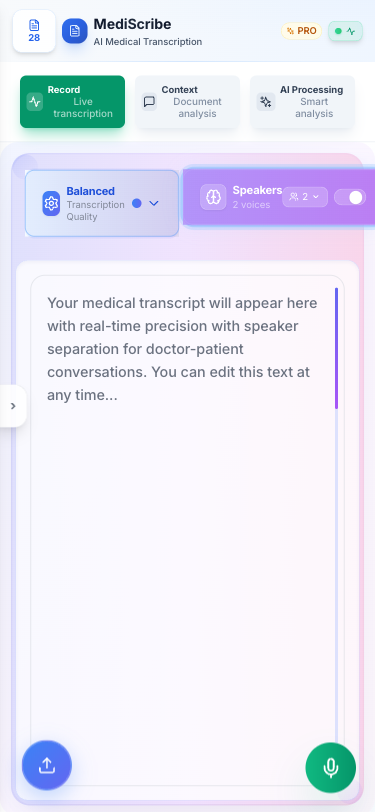 28
MediScribe
AI Medical Transcription
PRO
Record
Live
transcription
Context
Document
analysis
AI Processing
Smart
analysis
Balanced
Transcription
Quality
Speakers
2 voices
2
Your medical transcript will appear here
with real-time precision with speaker
separation for doctor-patient
conversations. You can edit this text at
any time...